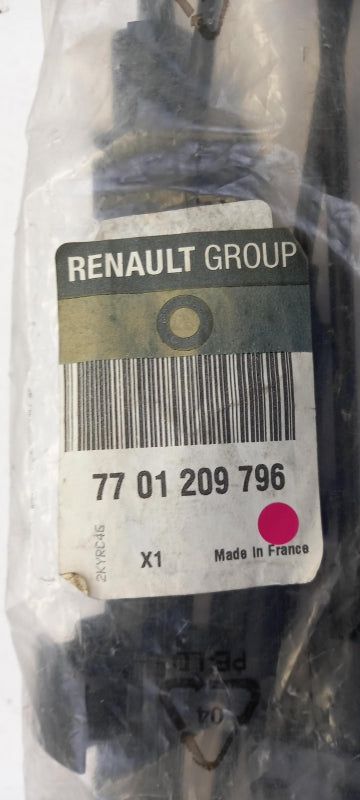 RENAULT GROUP
77 01 209 796
2KYRC46
X1
Made in France
PE-LD
04